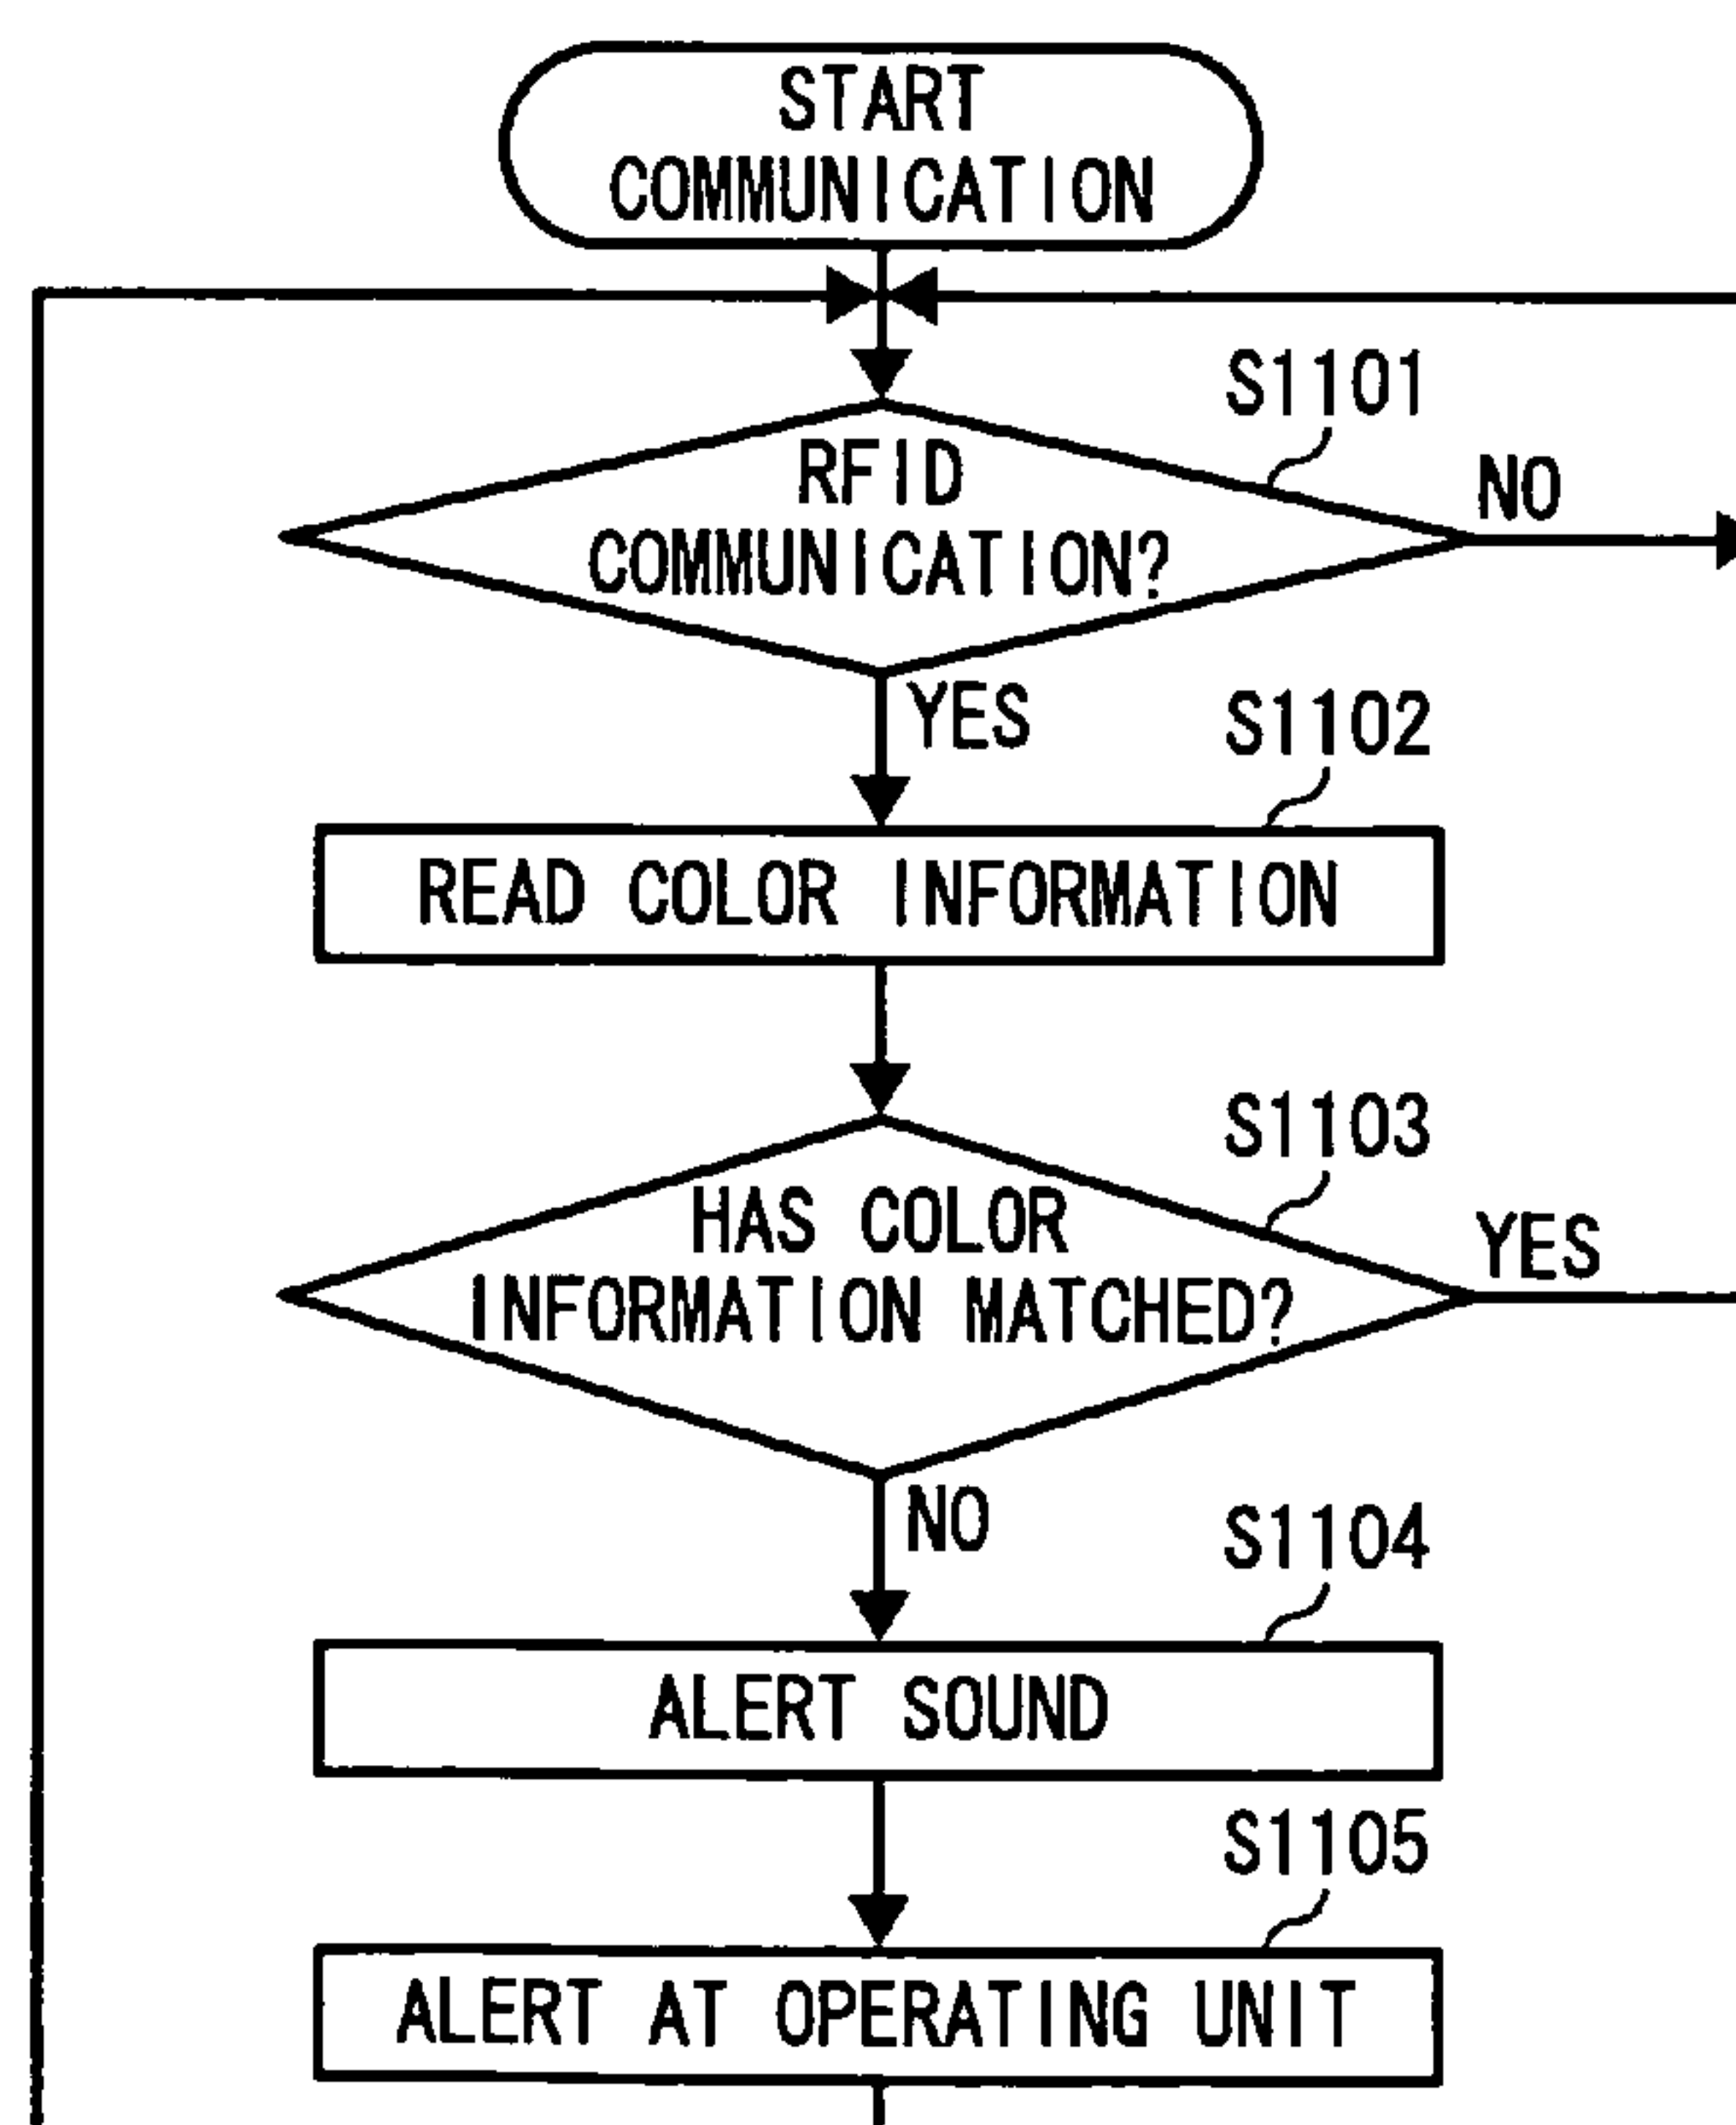 START
COMMUNICATION
S1101
RFID
COMMUNICATION?
NO
YES
S1102
READ COLOR INFORMATION
S1103
HAS COLOR
INFORMATION MATCHED?
YES
NO
S1104
ALERT SOUND
S1105
ALERT AT OPERATING UNIT